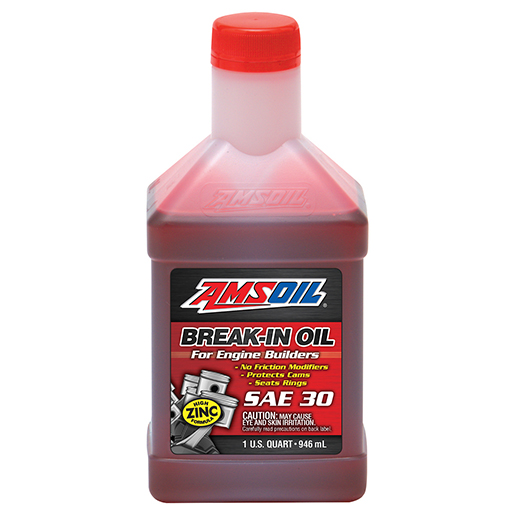 AMSOIL
AMSOIL®
BREAK-IN OIL
For Engine Builders
- No Friction Modifiers
- Protects Cams
- Seats Rings
SAE 30
HIGH
ZINC
FORMULA
CAUTION: MAY CAUSE
EYE AND SKIN IRRITATION.
Carefully read precautions on back label.
1 U.S. QUART • 946 mL